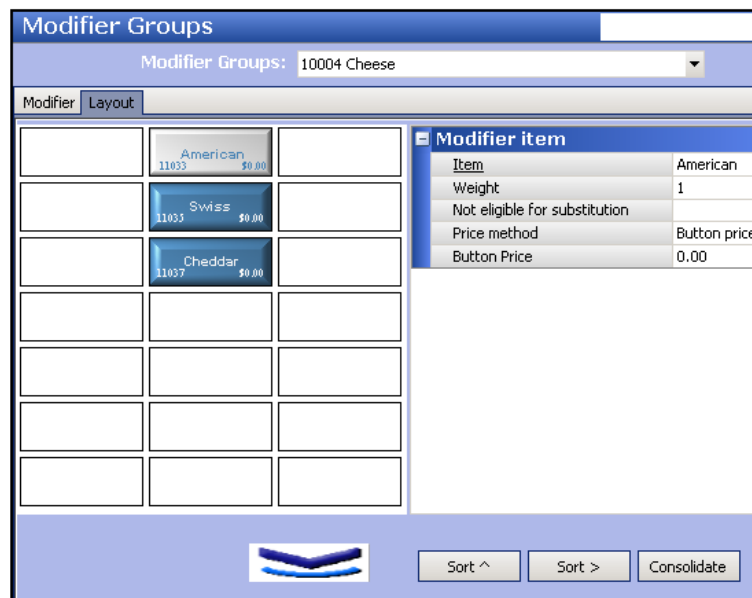 Modifier Groups
Modifier Groups: 10004 Cheese
Modifier Layout
American
11033 $0.00
Swiss
11035 $0.00
Cheddar
11037 $0.00
Modifier item
Item American
Weight 1
Not eligible for substitution
Price method Button price
Button Price 0.00
Sort ^ Sort > Consolidate